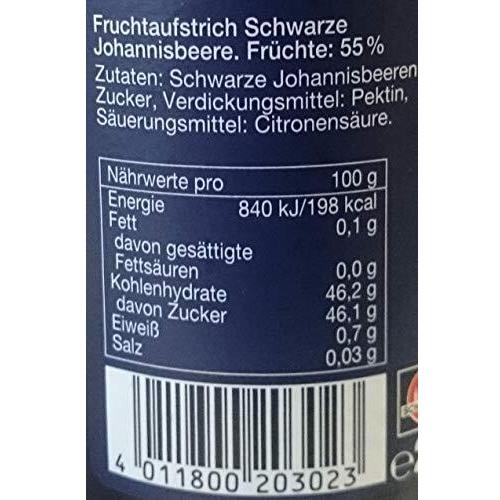 Fruchtaufstrich Schwarze
Johannisbeere. Früchte: 55 %
Zutaten: Schwarze Johannisbeeren,
Zucker, Verdickungsmittel: Pektin,
Säuerungsmittel: Citronensäure.
Nährwerte pro 100 g
Energie 840 kJ/198 kcal
Fett 0,1 g
davon gesättigte
Fettsäuren 0,0 g
Kohlenhydrate 46,2 g
davon Zucker 46,1 g
Eiweiß 0,7 g
Salz 0,03 g
4 011800 203023